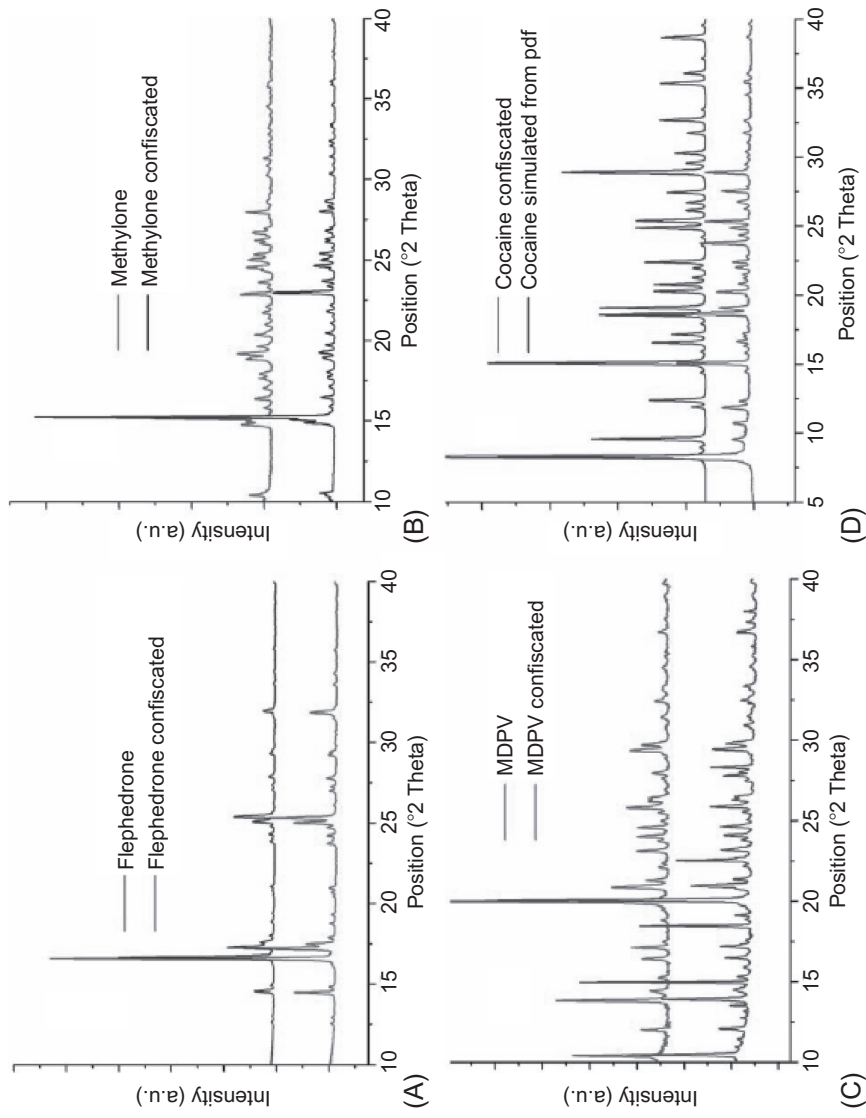 Intensity (a.u.)
Flephedrone
Flephedrone confiscated
10 15 20 25 30 35 40
Position (°2 Theta)
(A)
Intensity (a.u.)
Methylone
Methylone confiscated
10 15 20 25 30 35 40
Position (°2 Theta)
(B)
Intensity (a.u.)
MDPV
MDPV confiscated
10 15 20 25 30 35 40
Position (°2 Theta)
(C)
Intensity (a.u.)
Cocaine confiscated
Cocaine simulated from pdf
5 10 15 20 25 30 35 40
Position (°2 Theta)
(D)